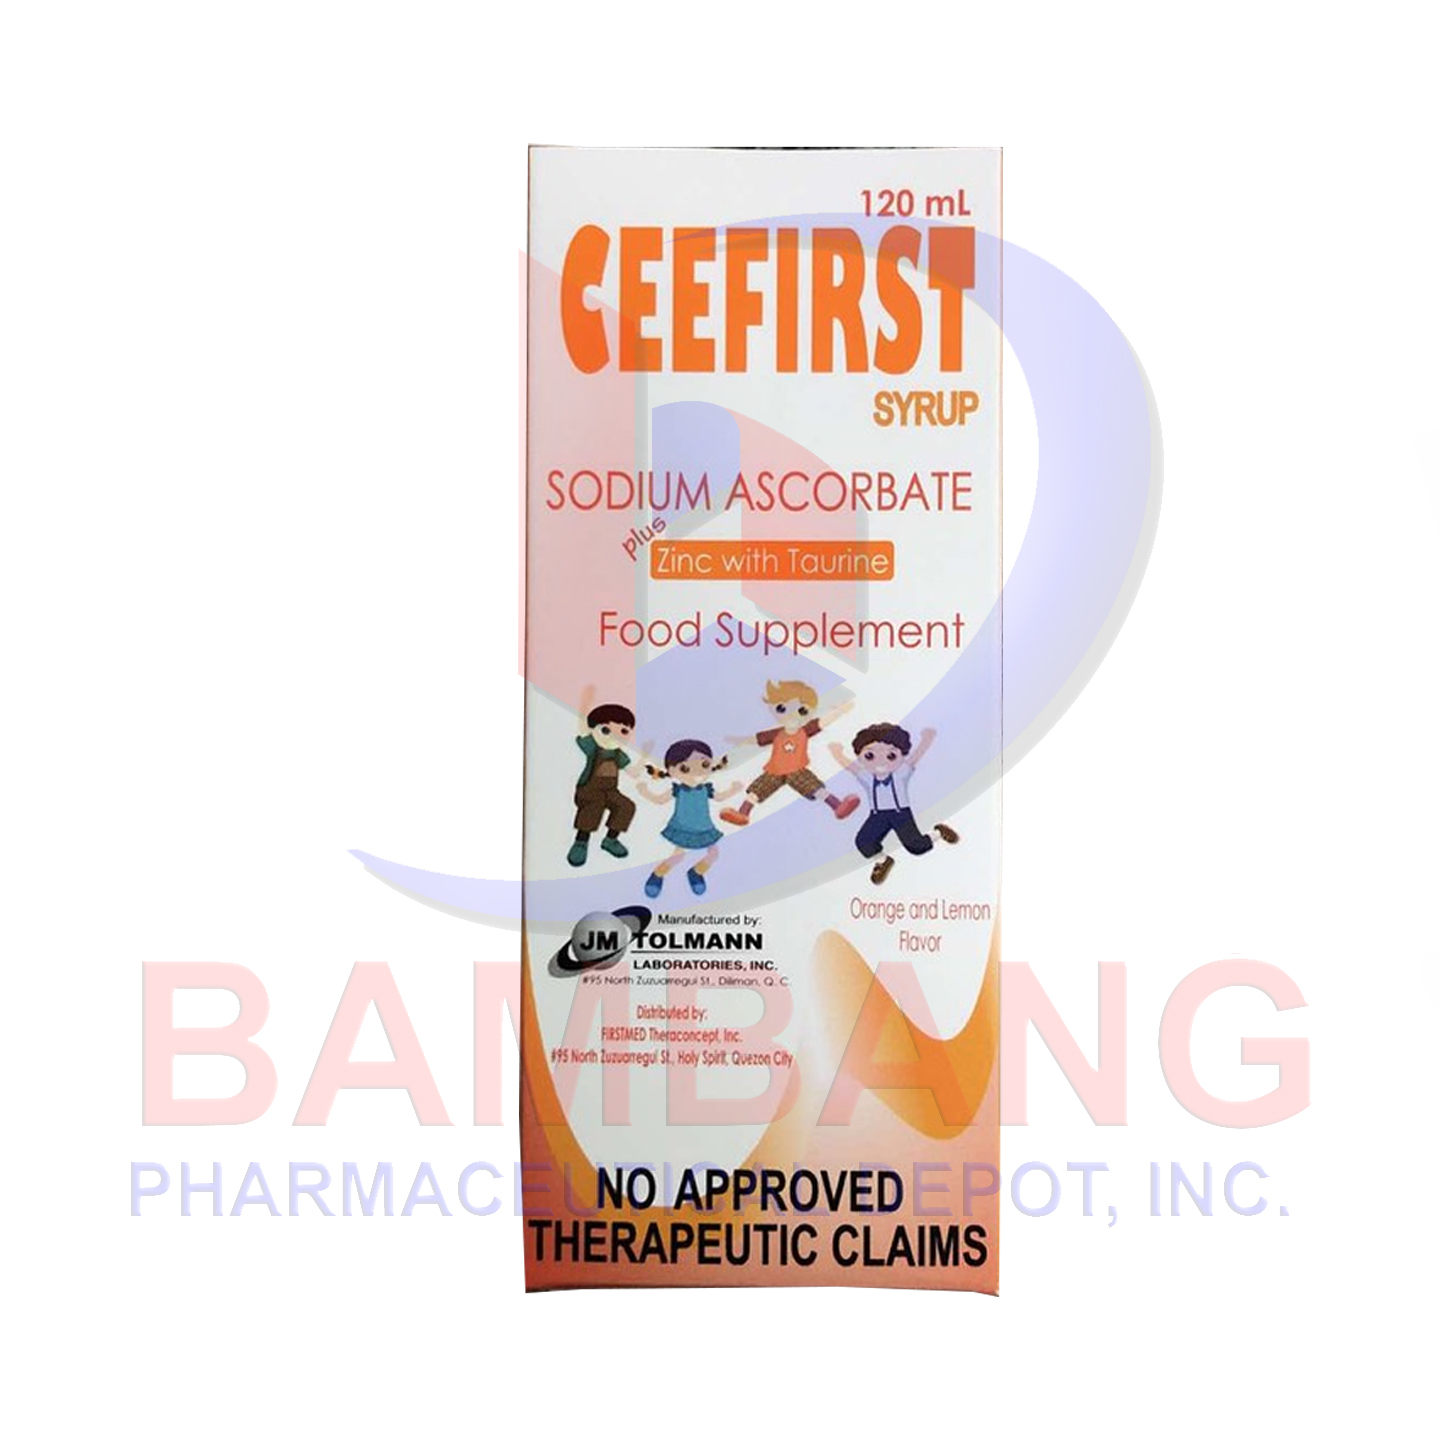 120 mL
CEEFIRST
SYRUP
SODIUM ASCORBATE
plus
Zinc with Taurine
Food Supplement
Orange and Lemon
Flavor
Manufactured by:
JM TOLMANN
LABORATORIES, INC.
#95 North Zuzuarregui St., Diliman, Q. C.
Distributed by:
FIRSTMED Theraconcept, Inc.
#95 North Zuzuarregui St., Holy Spirit, Quezon City
BAMBANG
PHARMACEUTICAL DEPOT, INC.
NO APPROVED
THERAPEUTIC CLAIMS